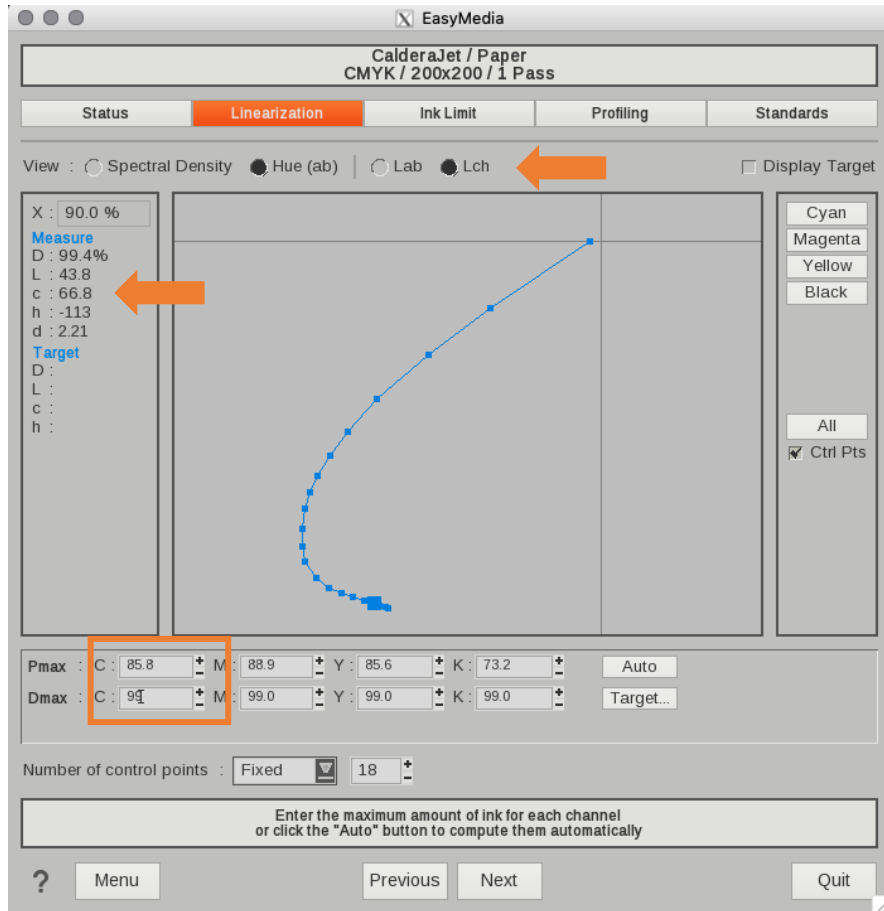 EasyMedia
CalderaJet / Paper
CMYK / 200x200 / 1 Pass
Status Linearization Ink Limit Profiling Standards
View : Spectral Density Hue (ab) Lab Lch Display Target
X : 90.0 %
Measure
D : 99.4%
L : 43.8
c : 66.8
h : -113
d : 2.21
Target
D :
L :
c :
h :
Cyan
Magenta
Yellow
Black
All
Ctrl Pts
Pmax : C : 85.8 M : 88.9 Y : 85.6 K : 73.2 Auto
Dmax : C : 99 M : 99.0 Y : 99.0 K : 99.0 Target...
Number of control points : Fixed 18
Enter the maximum amount of ink for each channel
or click the "Auto" button to compute them automatically
? Menu Previous Next Quit